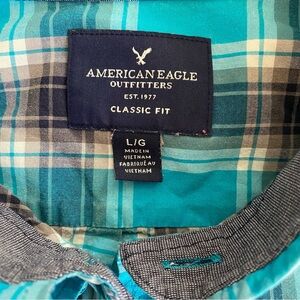 AMERICAN EAGLE
OUTFITTERS
EST. 1977
CLASSIC FIT
L/G
MADE IN
VIETNAM
FABRIQUÉ AU
VIETNAM